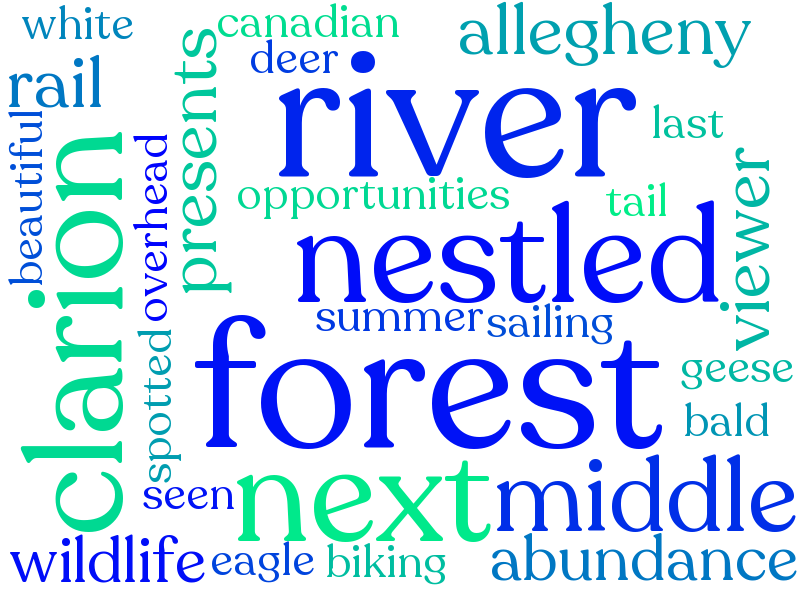 white
canadian
allegheny
deer
rail
river
presents
last
beautiful
clarion
overhead
opportunities
tail
viewer
nestled
summer
sailing
spotted
forest
geese
bald
next
middle
seen
wildlife
eagle
biking
abundance